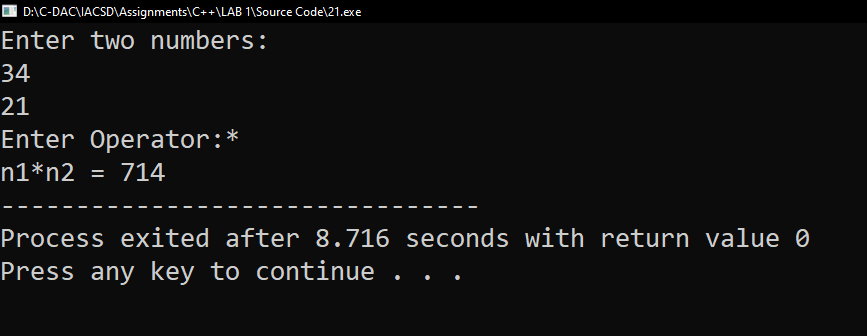 D:\C-DAC\IACSD\Assignments\C++\LAB 1\Source Code\21.exe
Enter two numbers:
34
21
Enter Operator:*
n1*n2 = 714
--------------------------------
Process exited after 8.716 seconds with return value 0
Press any key to continue . . .